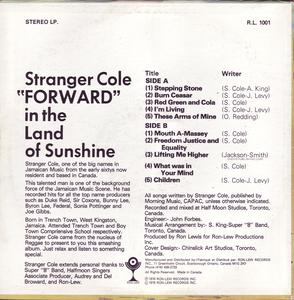 STEREO LP.
R.L. 1001
Stranger Cole
"FORWARD"
in the
Land
of Sunshine
Stranger Cole, one of the big names in
Jamaican Music from the early sixtys now
resident and based in Canada.
This talented man is one of the background
force of the Jamaican Music Scene. He has
recorded hits for all the top name producers
such as Duke Reid, Sir Coxone, Bunny Lee,
Byron Lee, Federal, Sonia Pottinger and
Joe Gibbs.
Born in Trench Town, West Kingston,
Jamaica. Attended Trench Town and Boy
Town Comprehensive School respectively.
Stranger Cole came from the nucleus of
Reggae to present to you this smashing
album. Just relax and listen to something
special.
Stranger Cole extends personal thanks to
Super "B" Band, Halfmoon Singers
Associate Producer, Audrey and Del
Broward, and Ron-Lew.
Title Writer
SIDE A
(1) Stepping Stone (S. Cole-A. King)
(2) Burn Ceasar (S. Cole-J. Levy)
(3) Red Green and Cola (S. Cole)
(4) I'm Living (S. Cole-J. Levy)
(5) These Arms of Mine (O. Redding)
SIDE B
(1) Mouth A-Massey (S. Cole)
(2) Freedom Justice and (S. Cole)
Equality
(3) Lifting Me Higher (Jackson-Smith)
(4) What was in (S. Cole-J. Levy)
Your Mind
(5) Children (S. Cole-J. Levy)
All songs written by Stranger Cole, published by
Morning Music, CAPAC, unless otherwise indicated.
Recorded and mixed at Half Moon Studios, Toronto,
Canada.
Engineer:- John Forbes.
Musical Arrangement by:- S. King-Super "B" Band,
Toronto, Canada.
Produced by Ron Lewis for Ron-Lew Productions
Inc.
Cover Design:- Chinalick Art Studios, Toronto,
Canada.